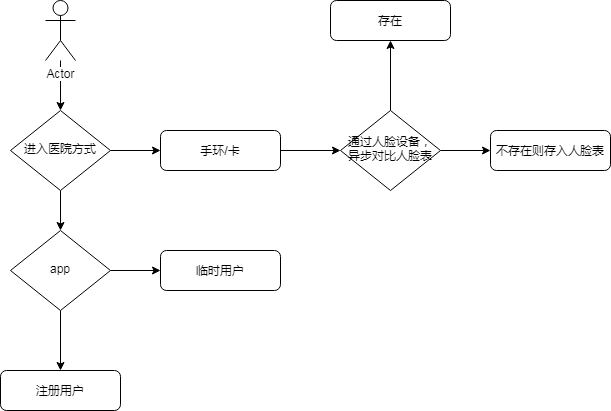 存在
Actor
进入医院方式
手环/卡
通过人脸设备，
异步对比人脸表
不存在则存入人脸表
app
临时用户
注册用户